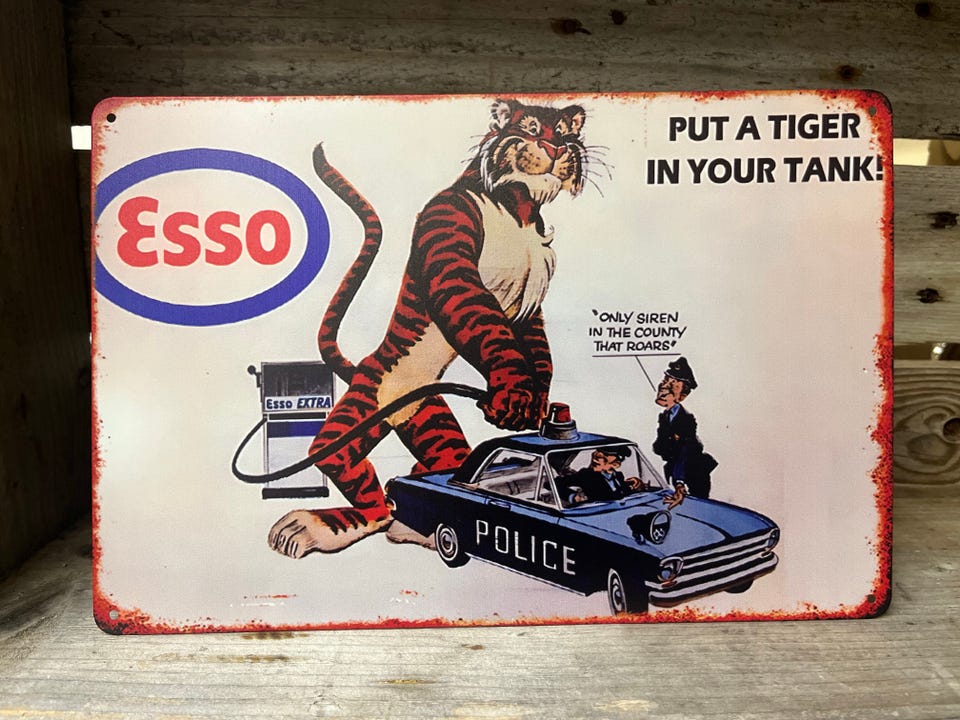 PUT A TIGER
IN YOUR TANK!
Esso
"ONLY SIREN
IN THE COUNTY
THAT ROARS"
Esso EXTRA
POLICE